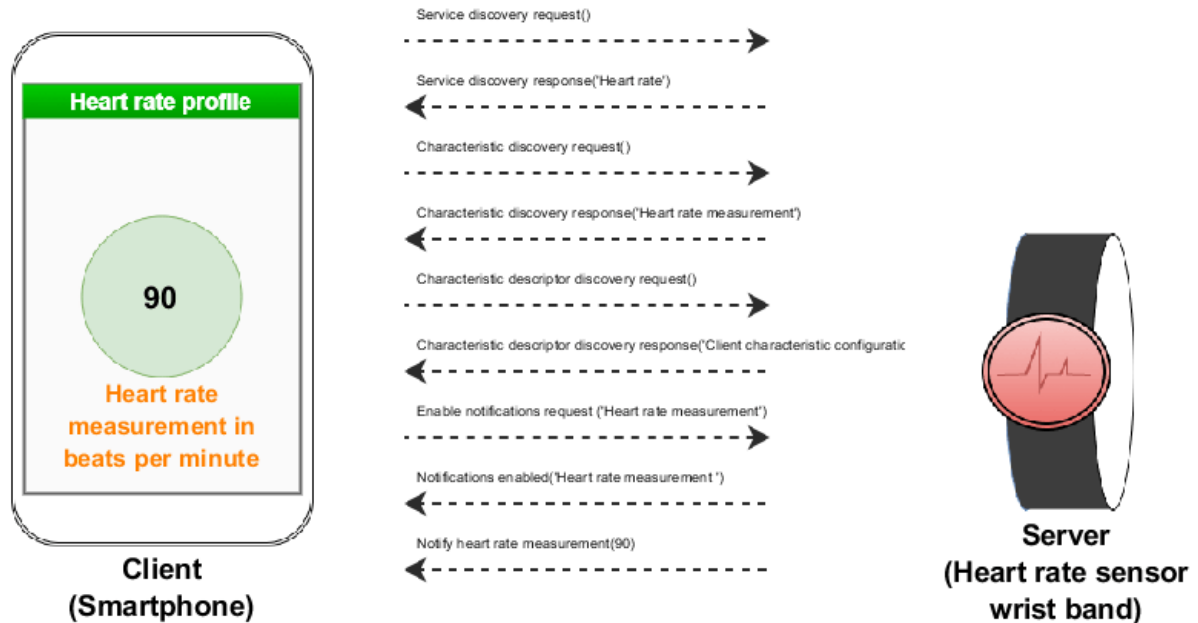 Service discovery request()
Service discovery response('Heart rate')
Characteristic discovery request()
Characteristic discovery response('Heart rate measurement')
Characteristic descriptor discovery request()
Characteristic descriptor discovery response('Client characteristic configuratic
Enable notifications request ('Heart rate measurement')
Notifications enabled('Heart rate measurement ')
Notify heart rate measurement(90)
Heart rate profile
90
Heart rate
measurement in
beats per minute
Client
(Smartphone)
Server
(Heart rate sensor
wrist band)